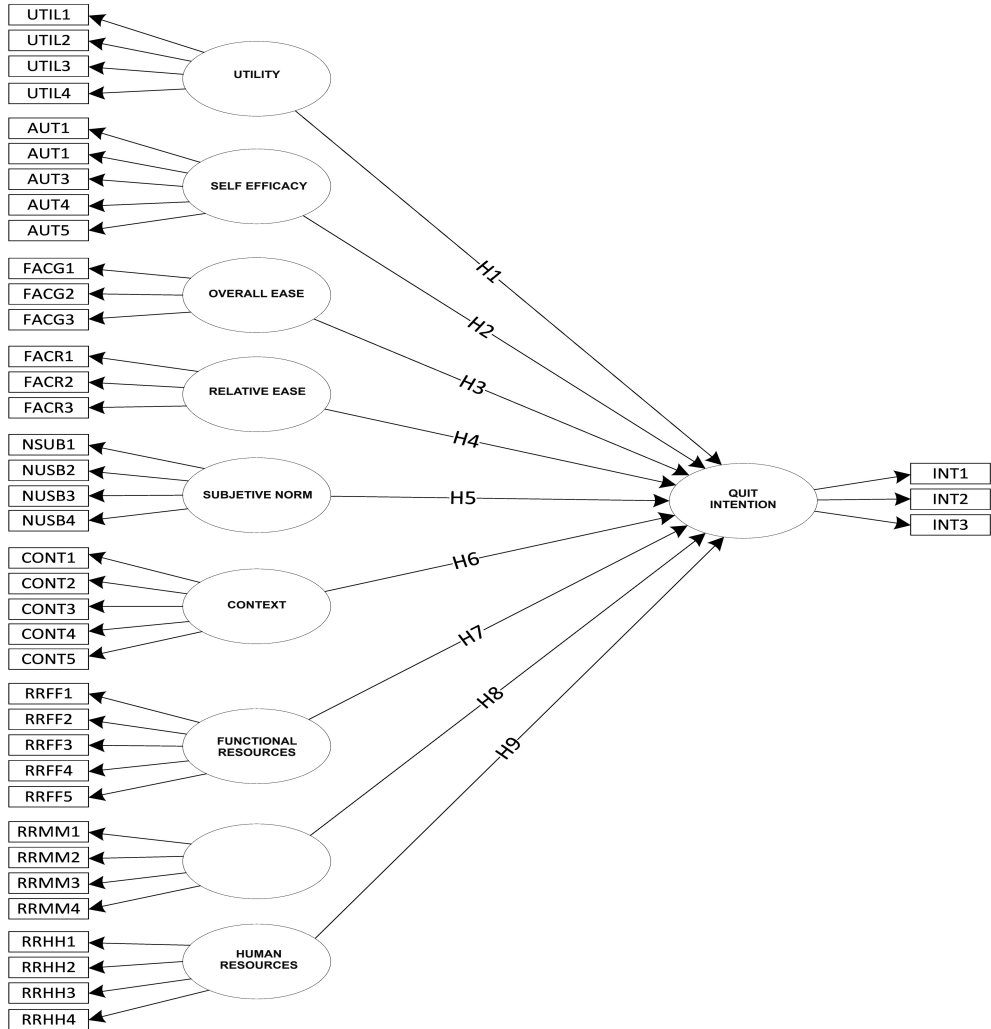 UTIL1
UTIL2
UTIL3
UTIL4
UTILITY
AUT1
AUT1
AUT3
AUT4
AUT5
SELF EFFICACY
FACG1
FACG2
FACG3
OVERALL EASE
FACR1
FACR2
FACR3
RELATIVE EASE
NSUB1
NUSB2
NUSB3
NUSB4
SUBJETIVE NORM
CONT1
CONT2
CONT3
CONT4
CONT5
CONTEXT
RRFF1
RRFF2
RRFF3
RRFF4
RRFF5
FUNCTIONAL
RESOURCES
RRMM1
RRMM2
RRMM3
RRMM4
RRHH1
RRHH2
RRHH3
RRHH4
HUMAN
RESOURCES
H1
H2
H3
H4
H5
H6
H7
H8
H9
QUIT
INTENTION
INT1
INT2
INT3